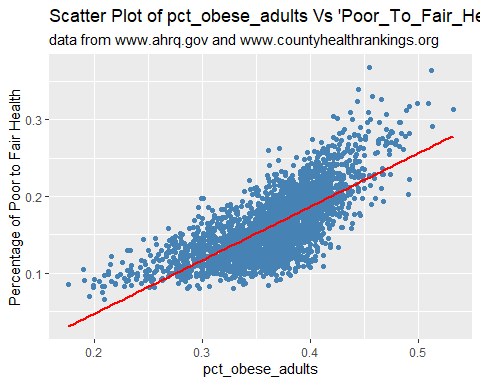 Scatter Plot of pct_obese_adults Vs 'Poor_To_Fair_He
data from www.ahrq.gov and www.countyhealthrankings.org
Percentage of Poor to Fair Health
0.3
0.2
0.1
0.2 0.3 0.4 0.5
pct_obese_adults